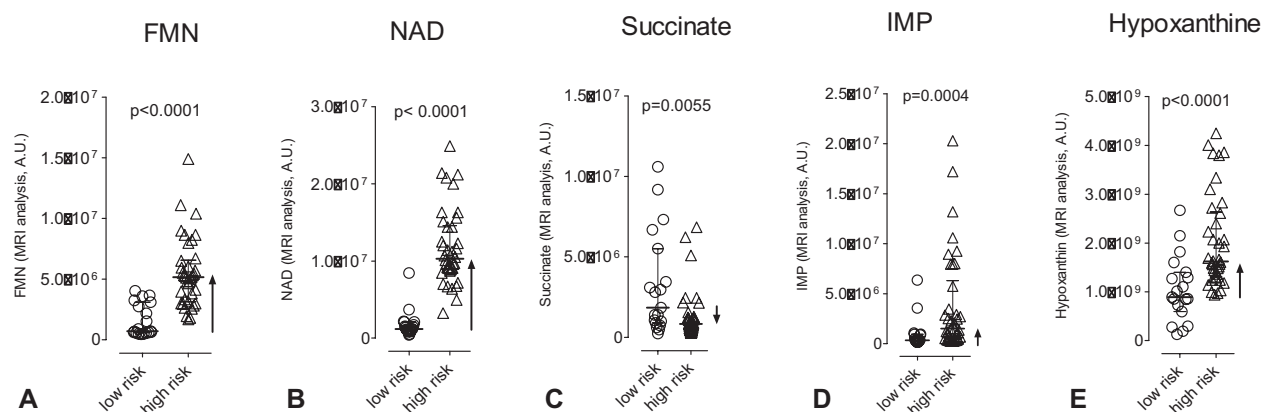 FMN
NAD
Succinate
IMP
Hypoxanthine
FMN (MRI analysis, A.U.)
2.0☒10⁷
1.5☒10⁷
1.0☒10⁷
5.0☒10⁶
0
p<0.0001
low risk
high risk
A
NAD (MRI analysis, A.U.)
3.0☒10⁷
2.0☒10⁷
1.0☒10⁷
0
p< 0.0001
low risk
high risk
B
Succinate (MRI analysis, A.U.)
1.5☒10⁷
1.0☒10⁷
5.0☒10⁶
0
p=0.0055
low risk
high risk
C
IMP (MRI analysis, A.U.)
2.5☒10⁷
2.0☒10⁷
1.5☒10⁷
1.0☒10⁷
5.0☒10⁶
0
p=0.0004
low risk
high risk
D
Hypoxanthin (MRI analysis, A.U.)
5.0☒10⁹
4.0☒10⁹
3.0☒10⁹
2.0☒10⁹
1.0☒10⁹
0
p<0.0001
low risk
high risk
E